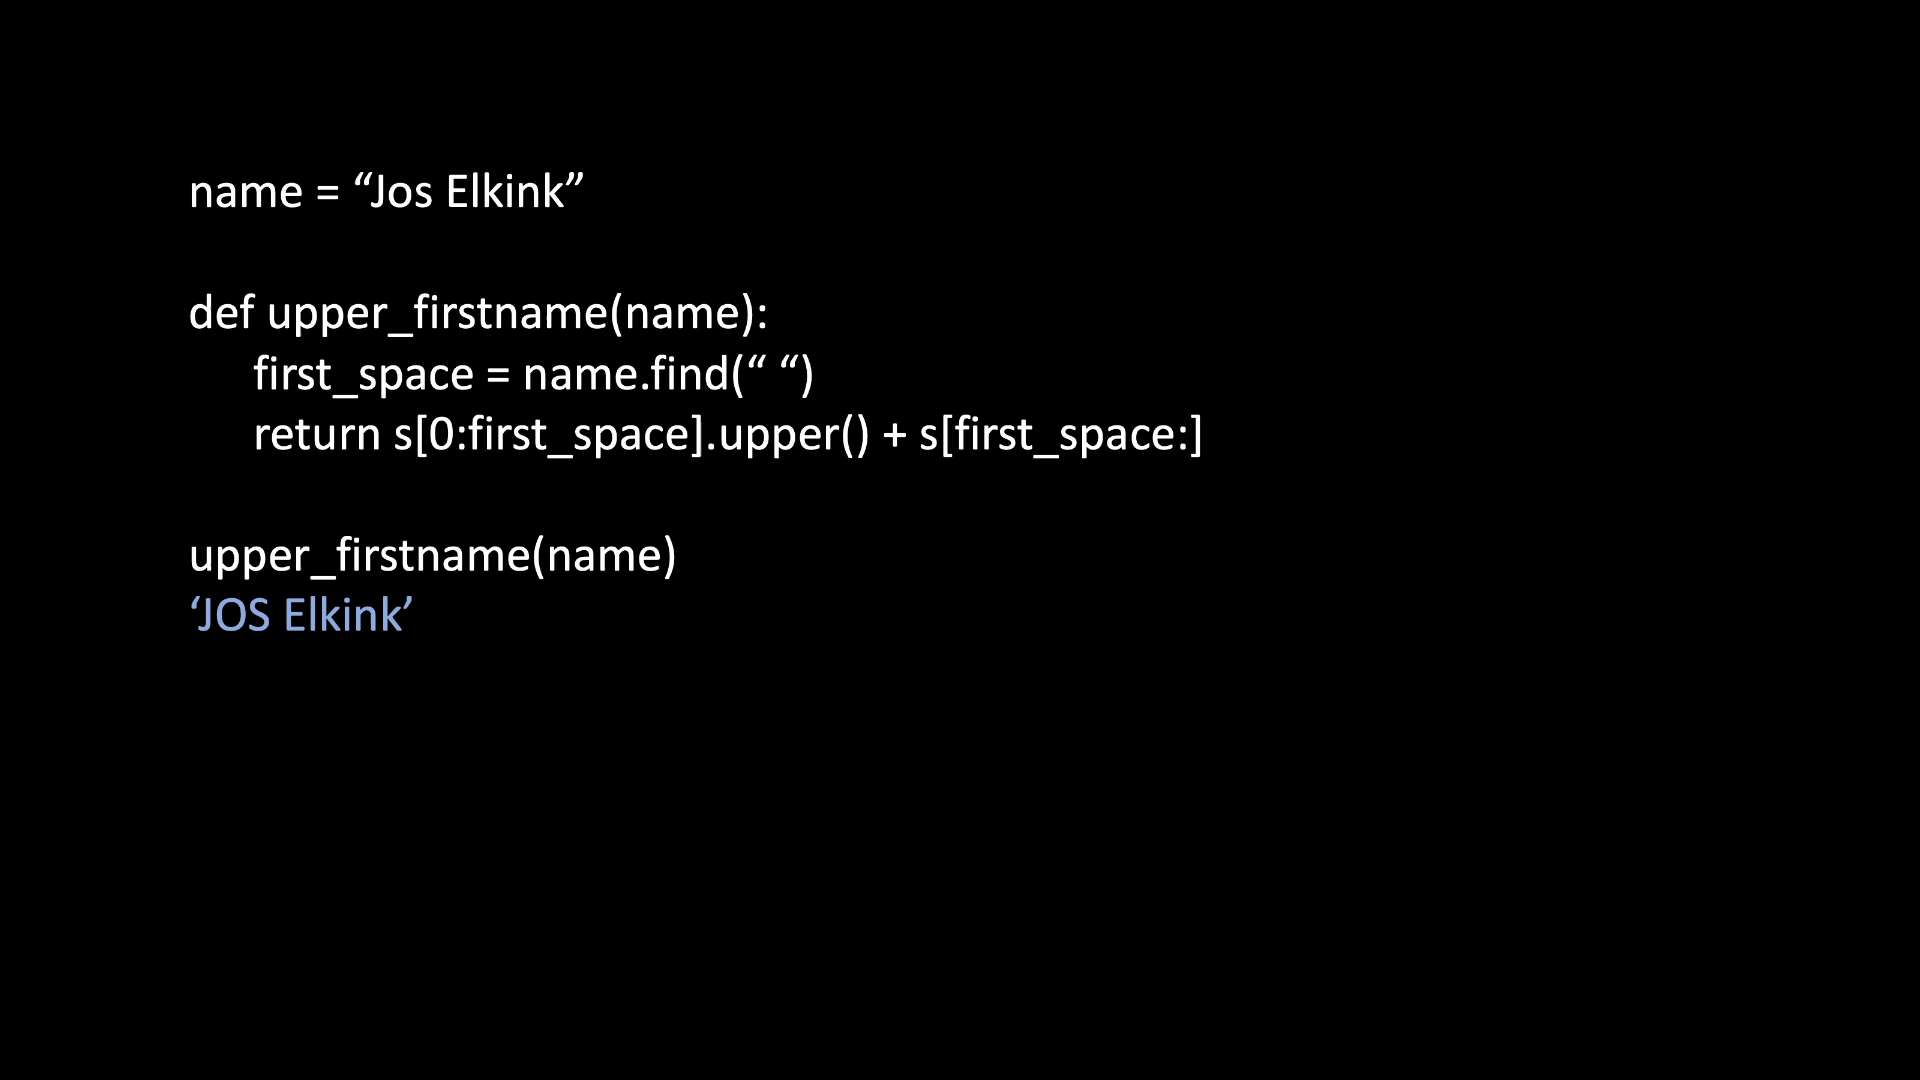 name = “Jos Elkink”
def upper_firstname(name):
first_space = name.find(“ “)
return s[0:first_space].upper() + s[first_space:]
upper_firstname(name)
‘JOS Elkink’